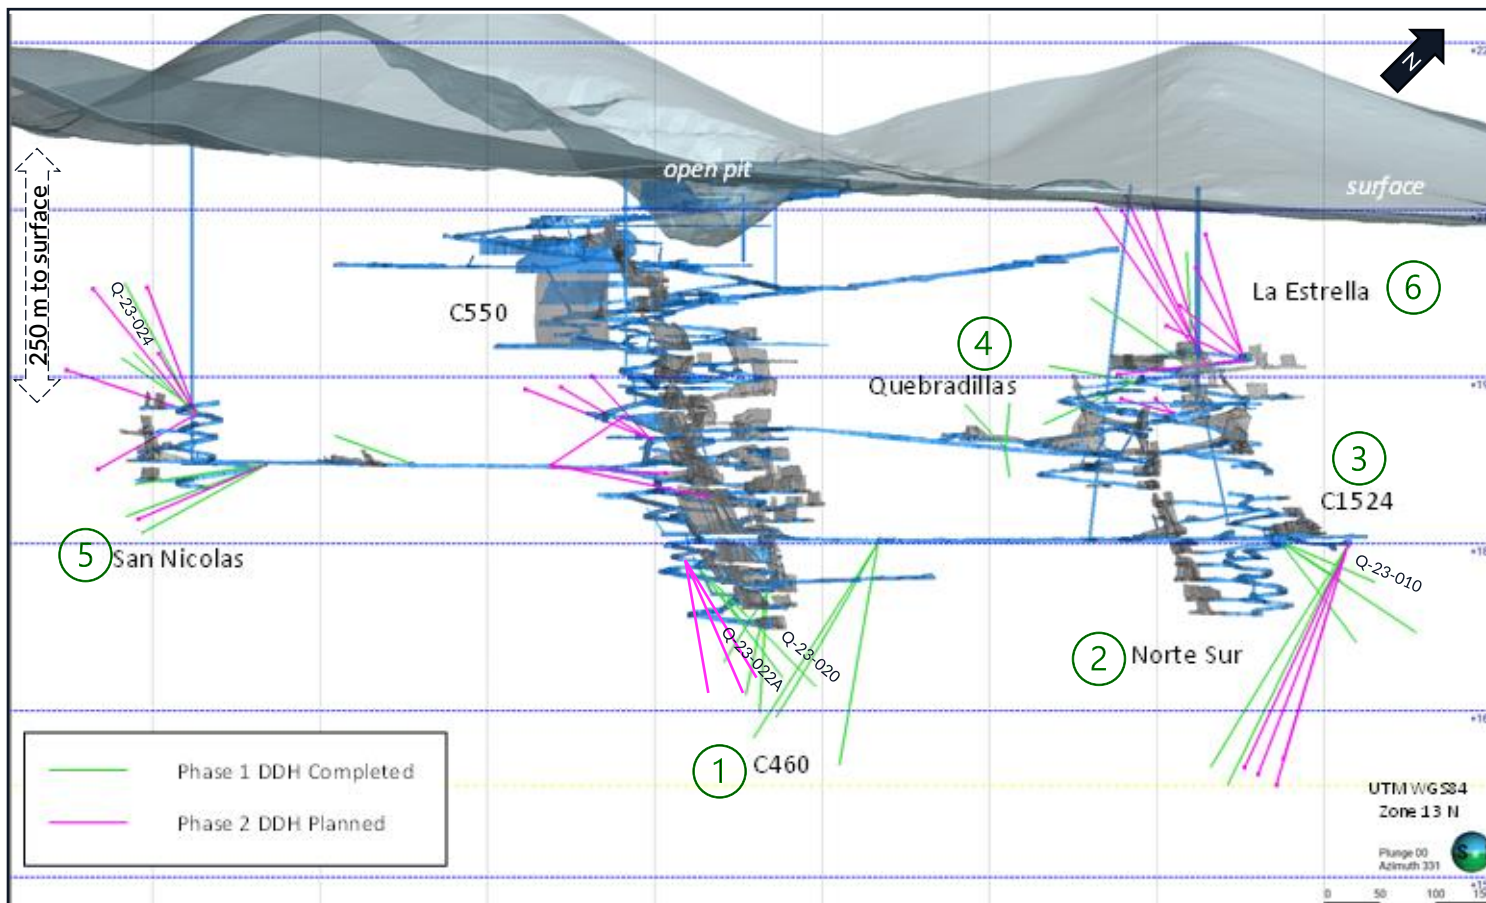 N
open pit
surface
250 m to surface
Q-23-024
C550
La Estrella
6
4
Quebradillas
3
C1524
5
San Nicolas
Q-23-010
Q-23-022A
Q-23-020
2
Norte Sur
1
C460
Phase 1 DDH Completed
Phase 2 DDH Planned
UTM WGS84
Zone 13 N
Plunge 00
Azimuth 331
S
0 50 100